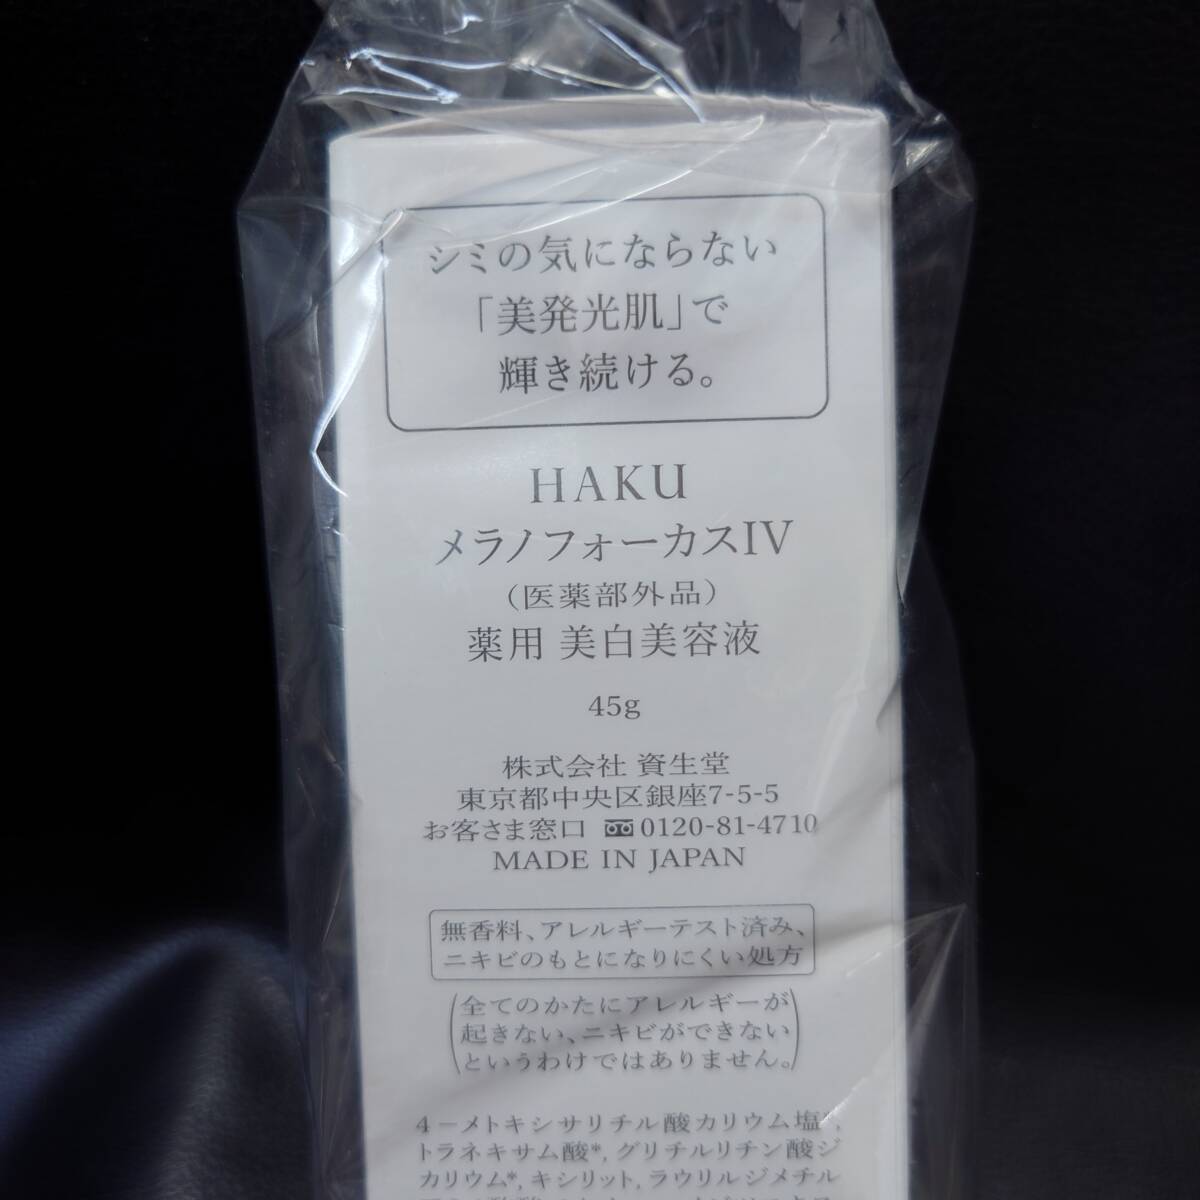 シミの気にならない
「美発光肌」で
輝き続ける。
HAKU
メラノフォーカスIV
（医薬部外品）
薬用 美白美容液
45g
株式会社 資生堂
東京都中央区銀座7-5-5
お客さま窓口 0120-81-4710
MADE IN JAPAN
無香料、アレルギーテスト済み、
ニキビのもとになりにくい処方
(全てのかたにアレルギーが
起きない、ニキビができない
というわけではありません。)
4－メトキシサリチル酸カリウム塩*,
トラネキサム酸*, グリチルリチン酸ジ
カリウム*, キシリット, ラウリルジメチル